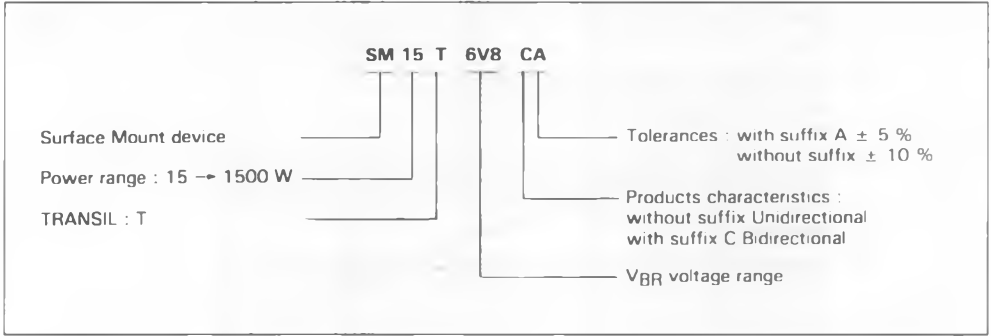 SM 15 T 6V8 CA
Surface Mount device
Power range : 15 → 1500 W
TRANSIL : T
Tolerances : with suffix A ± 5 %
without suffix ± 10 %
Products characteristics :
without suffix Unidirectional
with suffix C Bidirectional
VBR voltage range